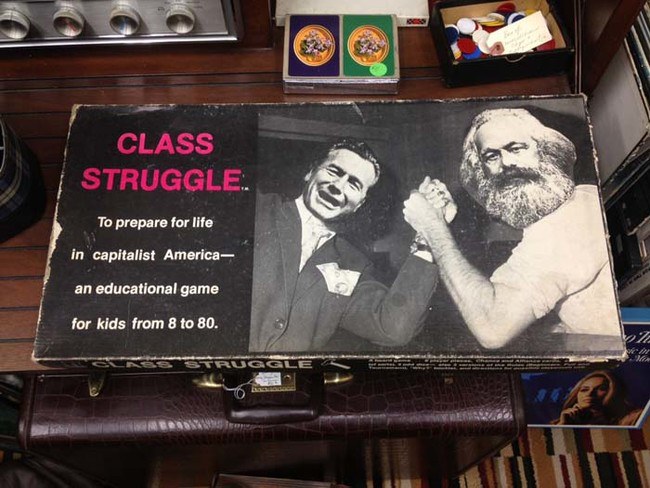 CLASS
STRUGGLE™
To prepare for life
in capitalist America—
an educational game
for kids from 8 to 80.
CLASS STRUGGLE